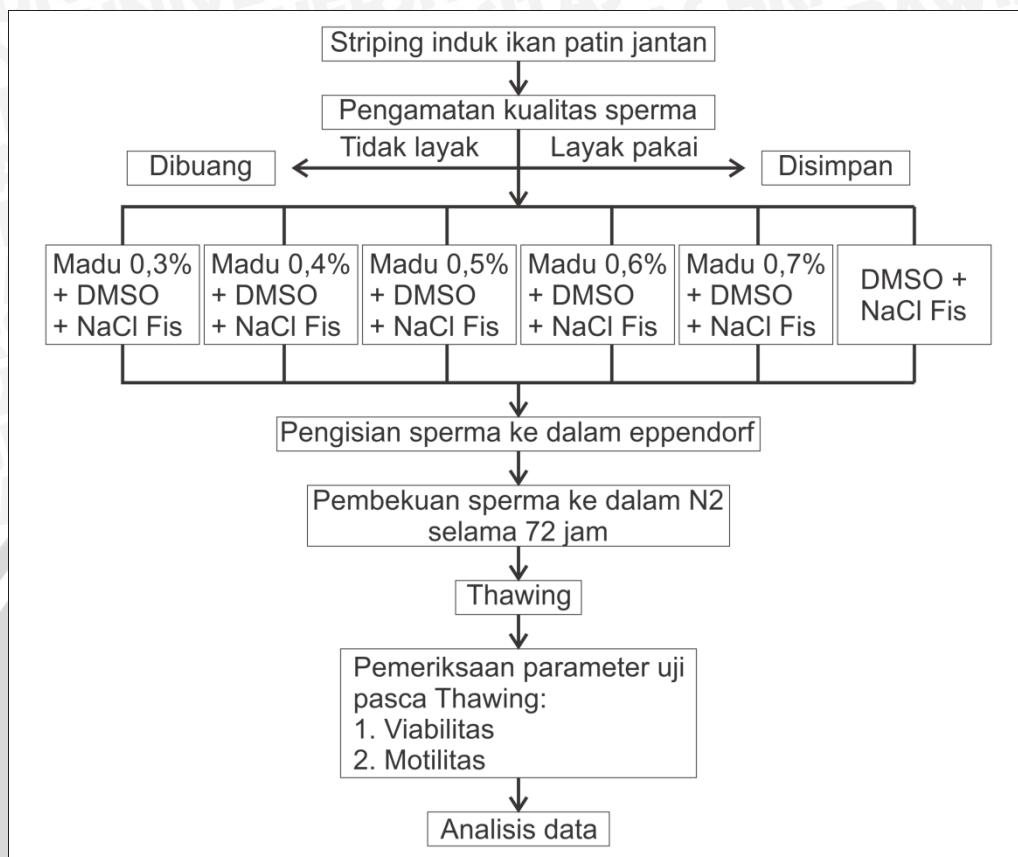 Striping induk ikan patin jantan
Pengamatan kualitas sperma
Tidak layak
Layak pakai
Dibuang
Disimpan
Madu 0,3%
+ DMSO
+ NaCl Fis
Madu 0,4%
+ DMSO
+ NaCl Fis
Madu 0,5%
+ DMSO
+ NaCl Fis
Madu 0,6%
+ DMSO
+ NaCl Fis
Madu 0,7%
+ DMSO
+ NaCl Fis
DMSO +
NaCl Fis
Pengisian sperma ke dalam eppendorf
Pembekuan sperma ke dalam N2
selama 72 jam
Thawing
Pemeriksaan parameter uji
pasca Thawing:
1. Viabilitas
2. Motilitas
Analisis data